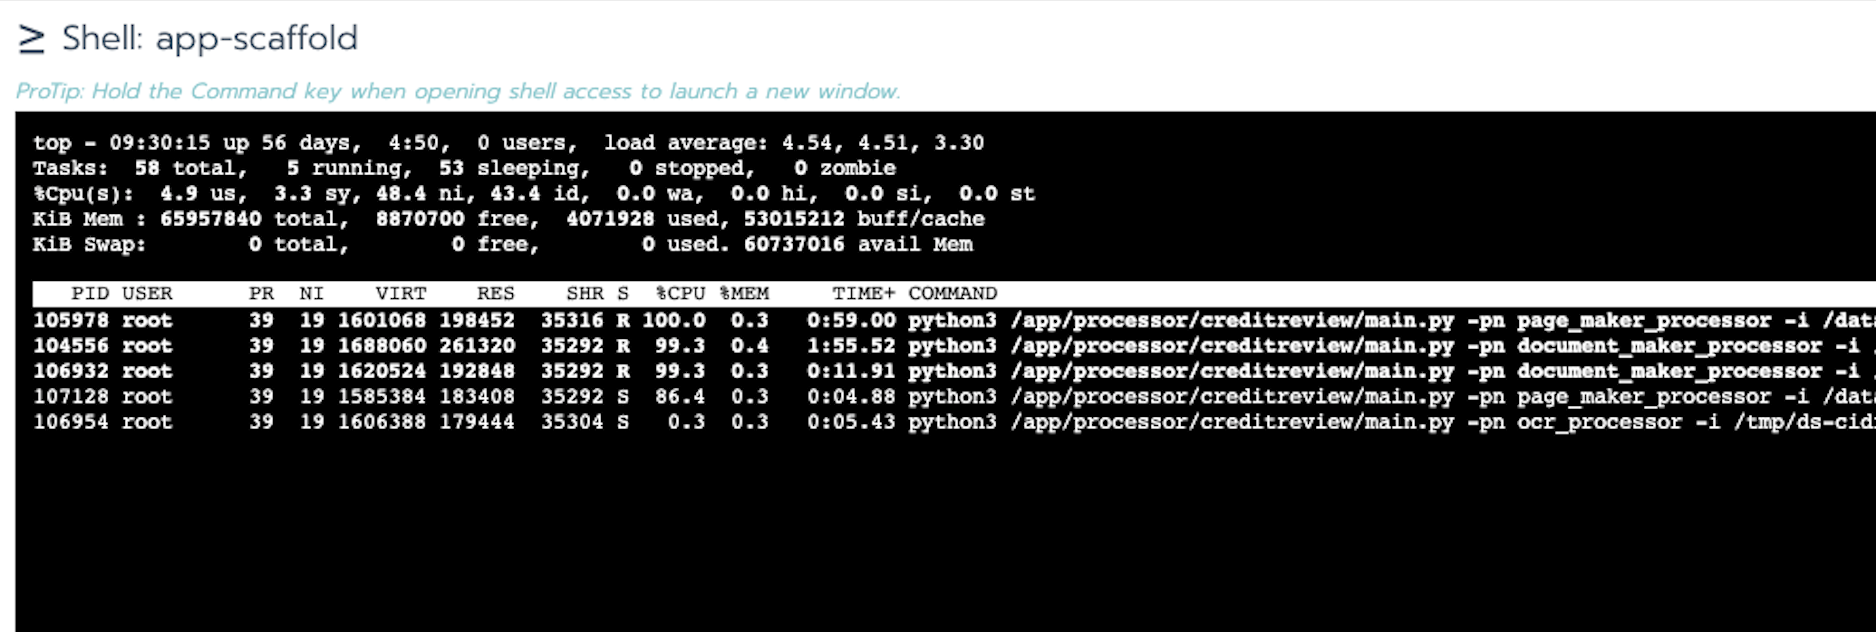 ≥ Shell: app-scaffold
ProTip: Hold the Command key when opening shell access to launch a new window.
top - 09:30:15 up 56 days,  4:50,  0 users,  load average: 4.54, 4.51, 3.30
Tasks:  58 total,   5 running,  53 sleeping,   0 stopped,   0 zombie
%Cpu(s):  4.9 us,  3.3 sy, 48.4 ni, 43.4 id,  0.0 wa,  0.0 hi,  0.0 si,  0.0 st
KiB Mem : 65957840 total,  8870700 free,  4071928 used, 53015212 buff/cache
KiB Swap:        0 total,        0 free,        0 used. 60737016 avail Mem
PID USER      PR  NI    VIRT    RES    SHR S  %CPU %MEM     TIME+ COMMAND
105978 root      39  19 1601068 198452  35316 R 100.0  0.3   0:59.00 python3 /app/processor/creditreview/main.py -pn page_maker_processor -i /dat
104556 root      39  19 1688060 261320  35292 R  99.3  0.4   1:55.52 python3 /app/processor/creditreview/main.py -pn document_maker_processor -i
106932 root      39  19 1620524 192848  35292 R  99.3  0.3   0:11.91 python3 /app/processor/creditreview/main.py -pn document_maker_processor -i
107128 root      39  19 1585384 183408  35292 S  86.4  0.3   0:04.88 python3 /app/processor/creditreview/main.py -pn page_maker_processor -i /dat
106954 root      39  19 1606388 179444  35304 S   0.3  0.3   0:05.43 python3 /app/processor/creditreview/main.py -pn ocr_processor -i /tmp/ds-cid